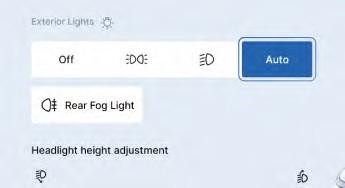 Exterior Lights
Off
Auto
Rear Fog Light
Headlight height adjustment